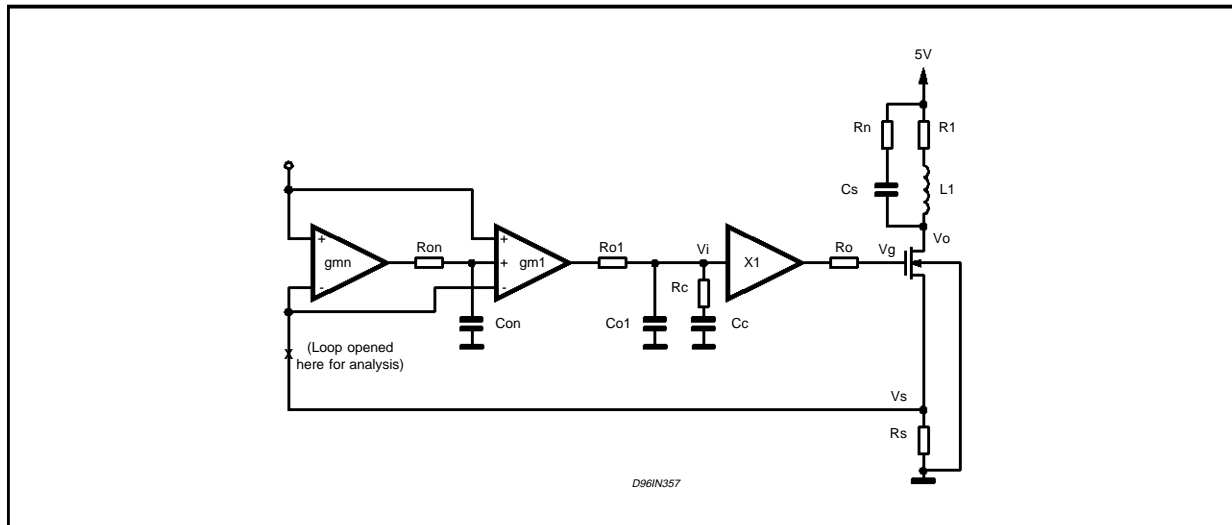 5V
Rn
R1
Cs
L1
+
-
gmn
Ron
+
+
-
gm1
Ro1
Vi
X1
Ro
Vg
Vo
Rc
Con
Co1
Cc
(Loop opened
here for analysis)
Vs
Rs
D96IN357